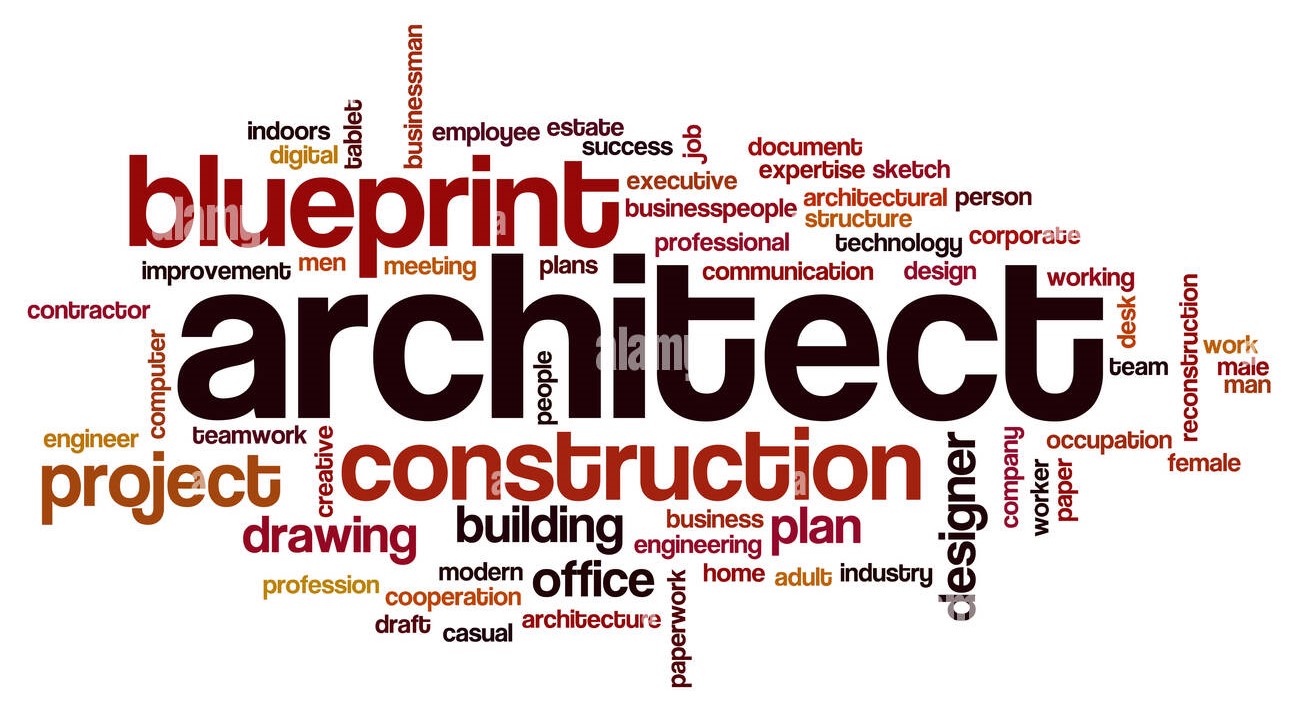 businessman
tablet
indoors
employee
estate
success
job
digital
document
expertise
sketch
blueprint
executive
businesspeople
architectural
person
structure
professional
technology
corporate
improvement
men
meeting
plans
communication
design
working
contractor
architect
people
computer
desk
reconstruction
team
work
male
man
engineer
teamwork
creative
construction
occupation
female
project
designer
company
worker
paper
drawing
building
business
plan
engineering
profession
modern
office
home
adult
industry
cooperation
paperwork
draft
casual
architecture
alamy
alamy